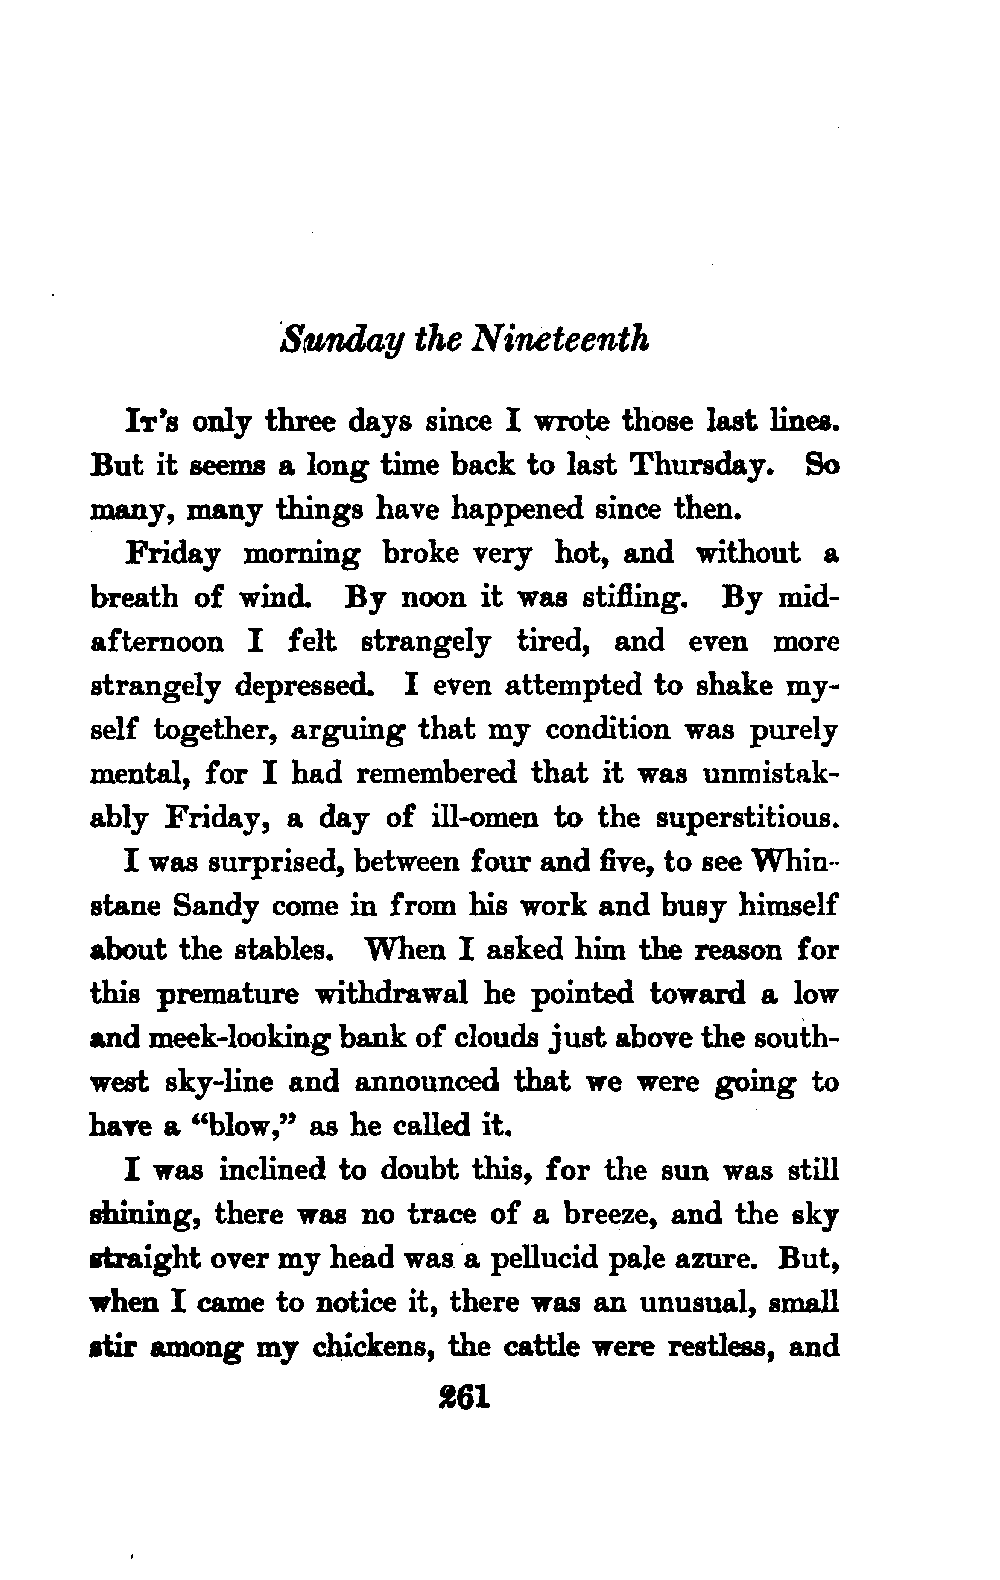 Sunday the Nineteenth
It's only three days since I wrote those last lines.
But it seems a long time back to last Thursday. So
many, many things have happened since then.
Friday morning broke very hot, and without a
breath of wind. By noon it was stifling. By mid-
afternoon I felt strangely tired, and even more
strangely depressed. I even attempted to shake my-
self together, arguing that my condition was purely
mental, for I had remembered that it was unmistak-
ably Friday, a day of ill-omen to the superstitious.
I was surprised, between four and five, to see Whin-
stane Sandy come in from his work and busy himself
about the stables. When I asked him the reason for
this premature withdrawal he pointed toward a low
and meek-looking bank of clouds just above the south-
west sky-line and announced that we were going to
have a “blow,” as he called it.
I was inclined to doubt this, for the sun was still
shining, there was no trace of a breeze, and the sky
straight over my head was a pellucid pale azure. But,
when I came to notice it, there was an unusual, small
stir among my chickens, the cattle were restless, and
261